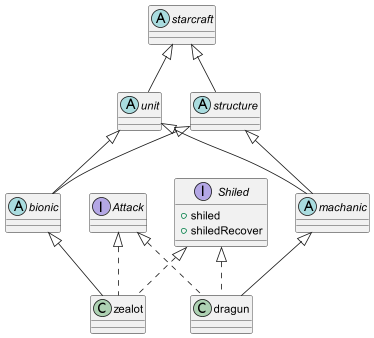 A starcraft
A unit
A structure
A bionic
I Attack
I Shiled
shiled
shiledRecover
A machanic
C zealot
C dragun